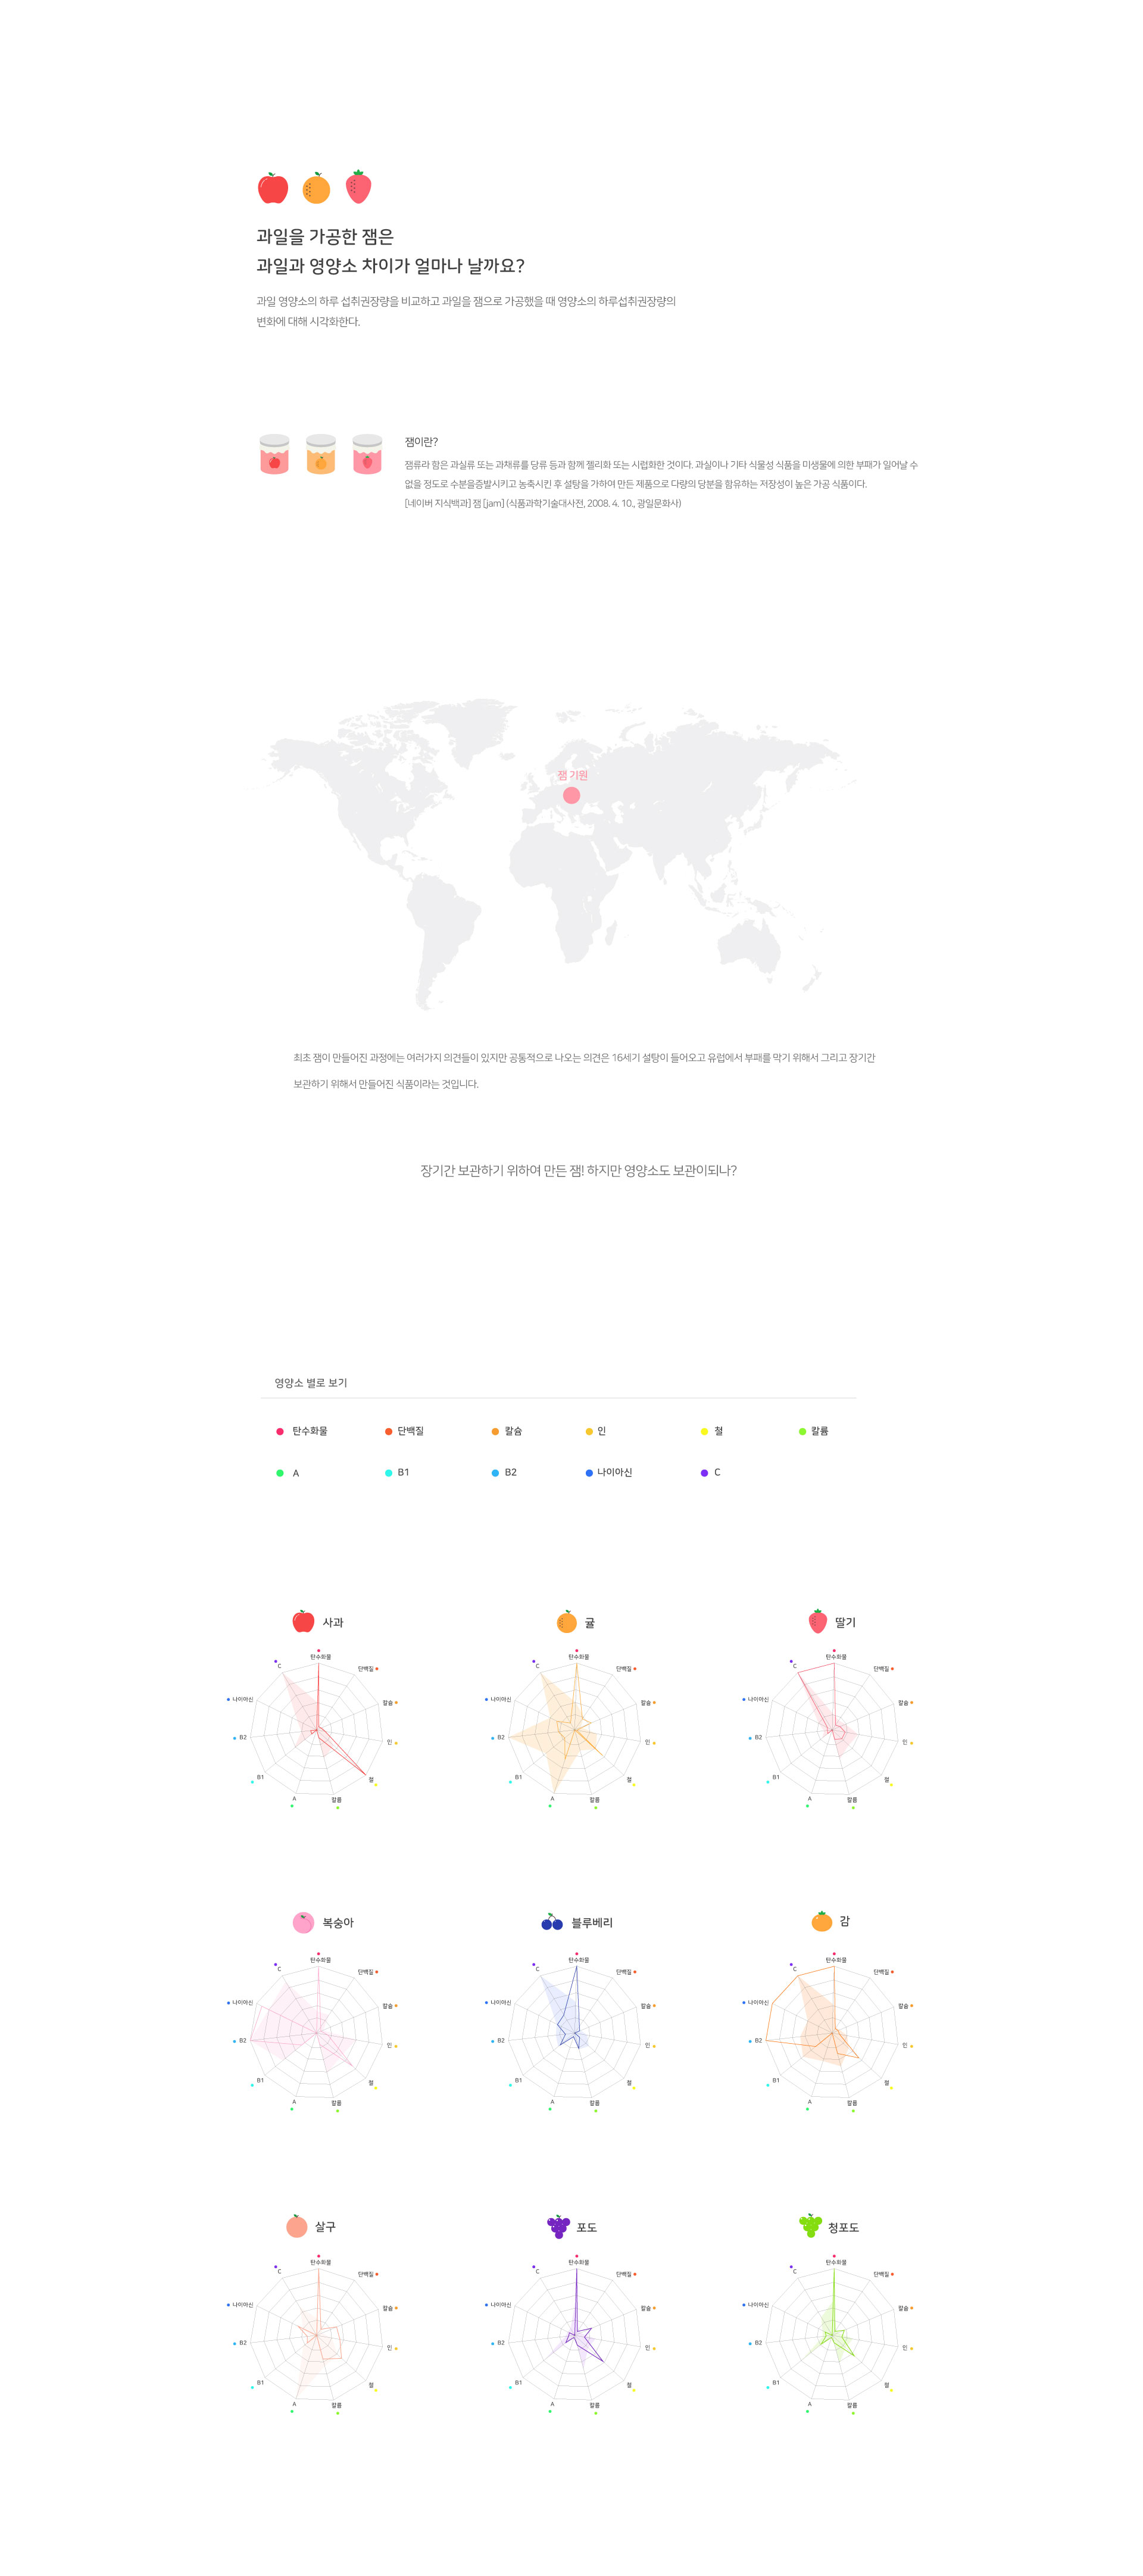 과일을 가공한 잼은
과일과 영양소 차이가 얼마나 날까요?
과일 영양소의 하루 섭취권장량을 비교하고 과일을 잼으로 가공했을 때 영양소의 하루섭취권장량의
변화에 대해 시각화한다.
잼이란?
잼류라 함은 과실류 또는 과채류를 당류 등과 함께 젤리화 또는 시럽화한 것이다. 과실이나 기타 식물성 식품을 미생물에 의한 부패가 일어날 수
없을 정도로 수분을증발시키고 농축시킨 후 설탕을 가하여 만든 제품으로 다량의 당분을 함유하는 저장성이 높은 가공 식품이다.
[네이버 지식백과] 잼 [jam] (식품과학기술대사전, 2008. 4. 10., 광일문화사)
잼 기원
최초 잼이 만들어진 과정에는 여러가지 의견들이 있지만 공통적으로 나오는 의견은 16세기 설탕이 들어오고 유럽에서 부패를 막기 위해서 그리고 장기간
보관하기 위해서 만들어진 식품이라는 것입니다.
장기간 보관하기 위하여 만든 잼! 하지만 영양소도 보관이되나?
영양소 별로 보기
탄수화물 단백질 칼슘 인 철 칼륨
A B1 B2 나이아신 C
사과
탄수화물
단백질
칼슘
인
철
칼륨
A
B1
B2
나이아신
C
귤
탄수화물
단백질
칼슘
인
철
칼륨
A
B1
B2
나이아신
C
딸기
탄수화물
단백질
칼슘
인
철
칼륨
A
B1
B2
나이아신
C
복숭아
탄수화물
단백질
칼슘
인
철
칼륨
A
B1
B2
나이아신
C
블루베리
탄수화물
단백질
칼슘
인
철
칼륨
A
B1
B2
나이아신
C
감
탄수화물
단백질
칼슘
인
철
칼륨
A
B1
B2
나이아신
C
살구
탄수화물
단백질
칼슘
인
철
칼륨
A
B1
B2
나이아신
C
포도
탄수화물
단백질
칼슘
인
철
칼륨
A
B1
B2
나이아신
C
청포도
탄수화물
단백질
칼슘
인
철
칼륨
A
B1
B2
나이아신
C